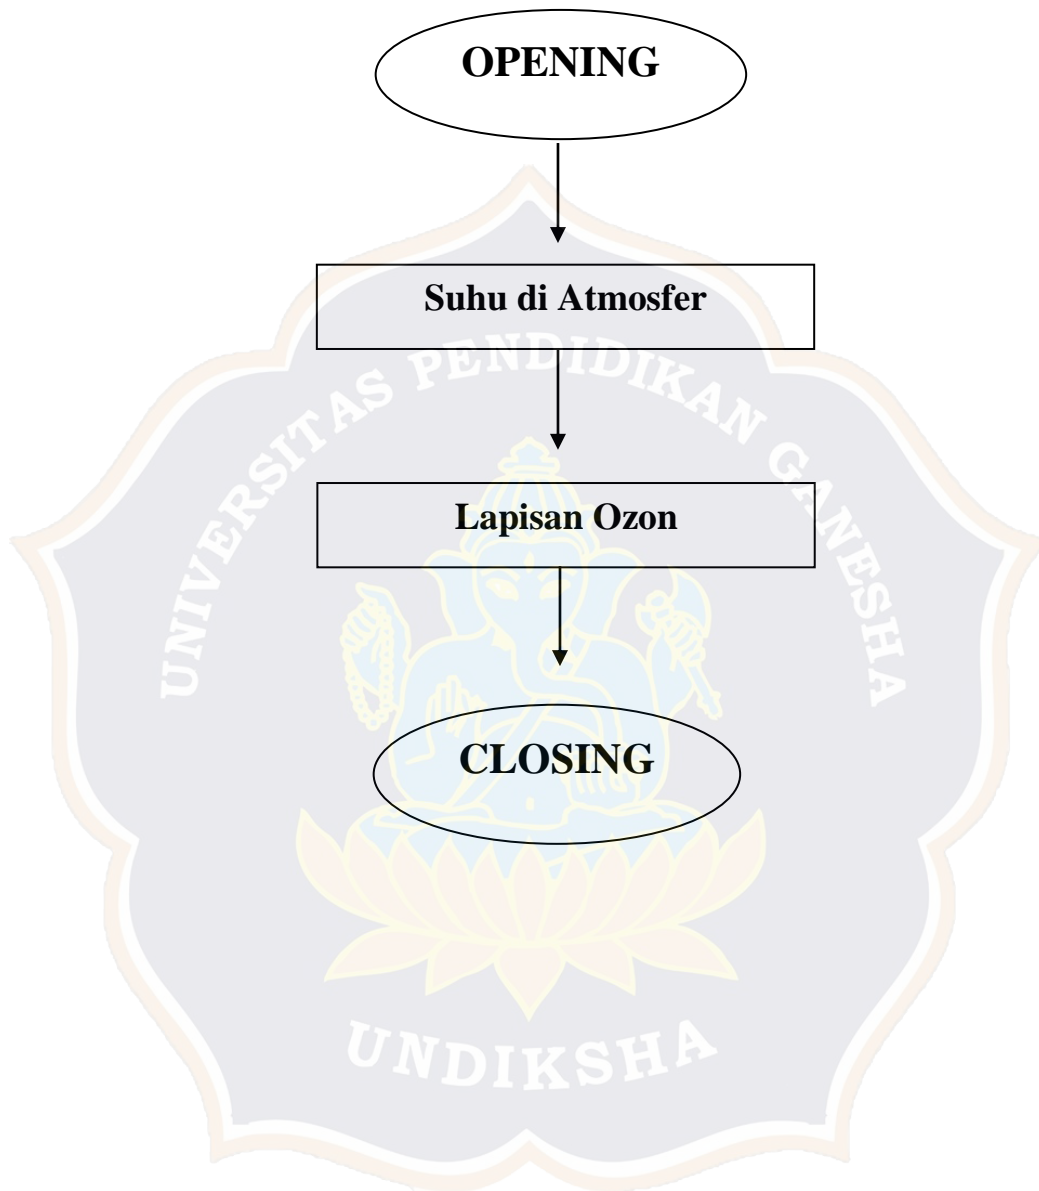 OPENING
Suhu di Atmosfer
UNIVERSITAS PENDIDIKAN GANESHA
Lapisan Ozon
CLOSING
UNDIKSHA